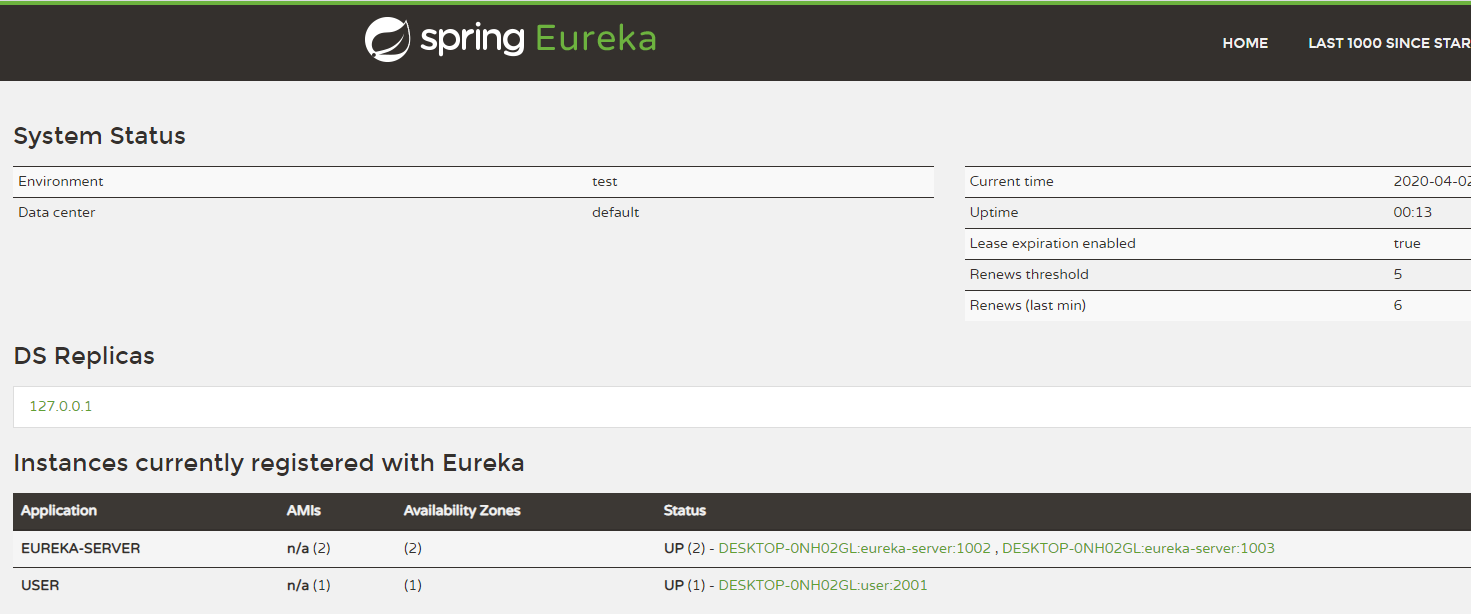 spring Eureka
HOME LAST 1000 SINCE STAR
System Status
Environment test
Data center default
Current time 2020-04-02
Uptime 00:13
Lease expiration enabled true
Renews threshold 5
Renews (last min) 6
DS Replicas
127.0.0.1
Instances currently registered with Eureka
Application AMIs Availability Zones Status
EUREKA-SERVER n/a (2) (2) UP (2) - DESKTOP-0NH02GL:eureka-server:1002 , DESKTOP-0NH02GL:eureka-server:1003
USER n/a (1) (1) UP (1) - DESKTOP-0NH02GL:user:2001